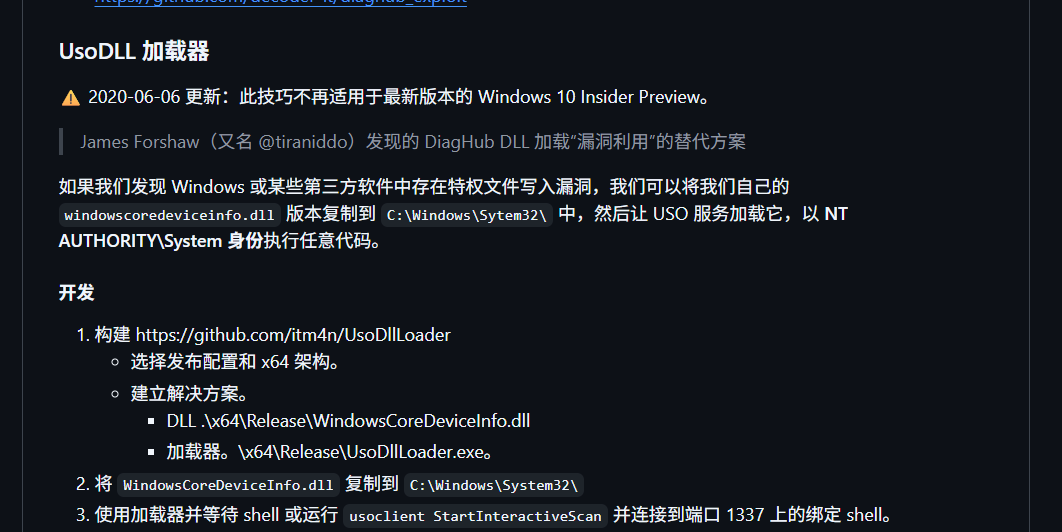 https://github.com/decoder-it/diaghub_exploit
UsoDLL 加载器
⚠ 2020-06-06 更新：此技巧不再适用于最新版本的 Windows 10 Insider Preview。
James Forshaw（又名 @tiraniddo）发现的 DiagHub DLL 加载“漏洞利用”的替代方案
如果我们发现 Windows 或某些第三方软件中存在特权文件写入漏洞，我们可以将我们自己的
windowscoredeviceinfo.dll 版本复制到 C:\Windows\Sytem32\ 中，然后让 USO 服务加载它，以 NT
AUTHORITY\System 身份执行任意代码。
开发
1. 构建 https://github.com/itm4n/UsoDllLoader
◦ 选择发布配置和 x64 架构。
◦ 建立解决方案。
▪ DLL .\x64\Release\WindowsCoreDeviceInfo.dll
▪ 加载器。\x64\Release\UsoDllLoader.exe。
2. 将 WindowsCoreDeviceInfo.dll 复制到 C:\Windows\System32\
3. 使用加载器并等待 shell 或运行 usoclient StartInteractiveScan 并连接到端口 1337 上的绑定 shell。